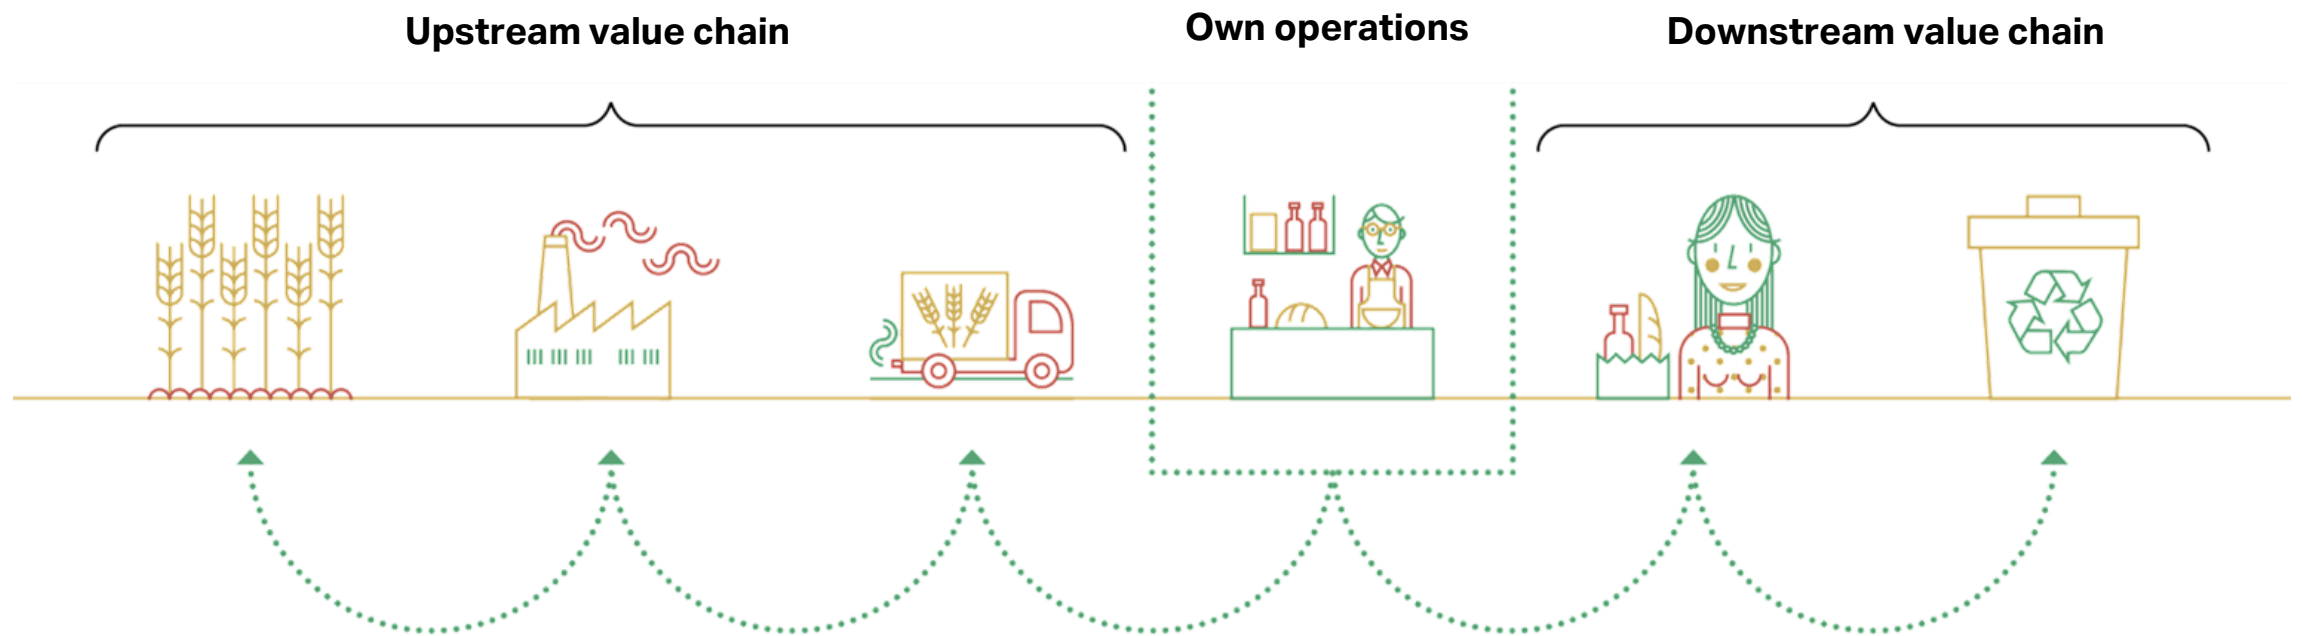 Upstream value chain
Own operations
Downstream value chain